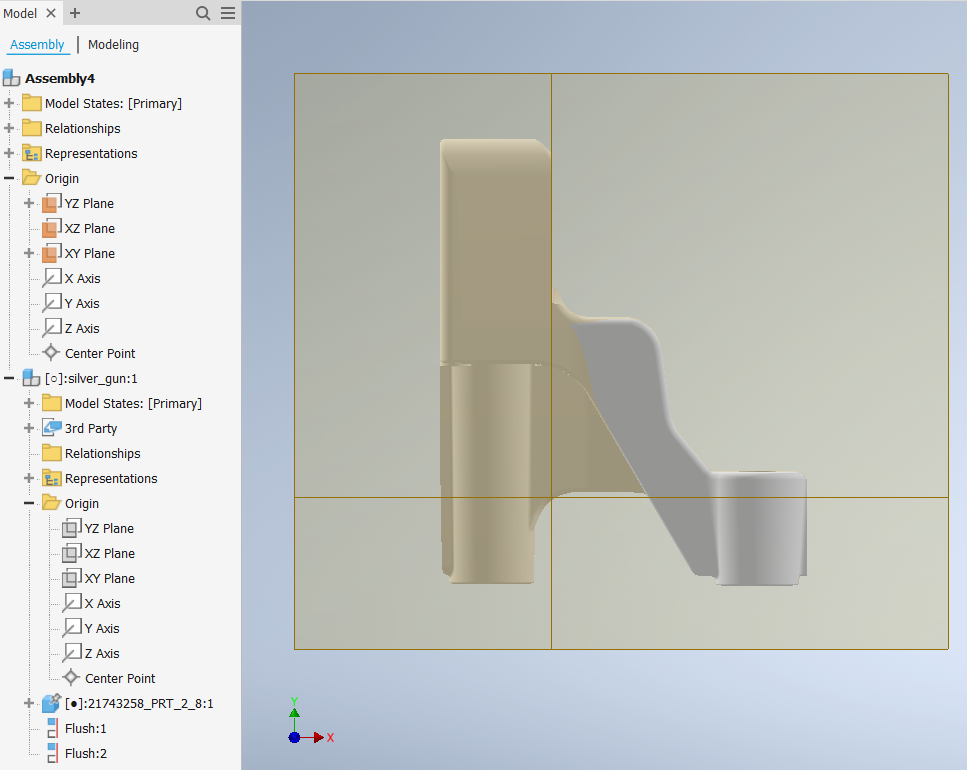 Model
Assembly | Modeling
Assembly4
Model States: [Primary]
Relationships
Representations
Origin
YZ Plane
XZ Plane
XY Plane
X Axis
Y Axis
Z Axis
Center Point
[○]:silver_gun:1
Model States: [Primary]
3rd Party
Relationships
Representations
Origin
YZ Plane
XZ Plane
XY Plane
X Axis
Y Axis
Z Axis
Center Point
[●]:21743258_PRT_2_8:1
Flush:1
Flush:2
Y
X